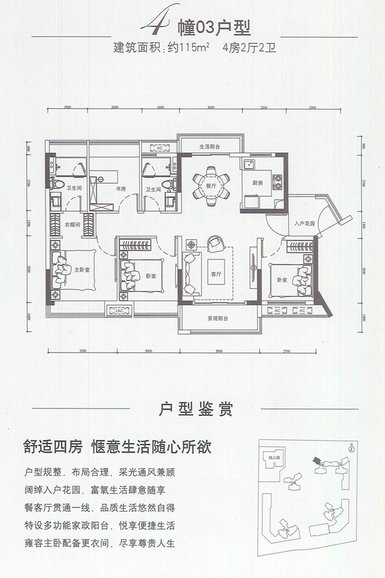 4幢03户型
建筑面积：约115m² 4房2厅2卫
生活阳台
卫生间
书房
卫生间
餐厅
厨房
入户花园
衣帽间
主卧室
卧室
客厅
卧室
景观阳台
户型鉴赏
舒适四房 惬意生活随心所欲
户型规整，布局合理，采光通风兼顾
阔绰入户花园，富氧生活肆意随享
餐客厅贯通一线，品质生活悠然自得
特设多功能家政阳台，悦享便捷生活
雍容主卧配备更衣间，尽享尊贵人生
幼儿园